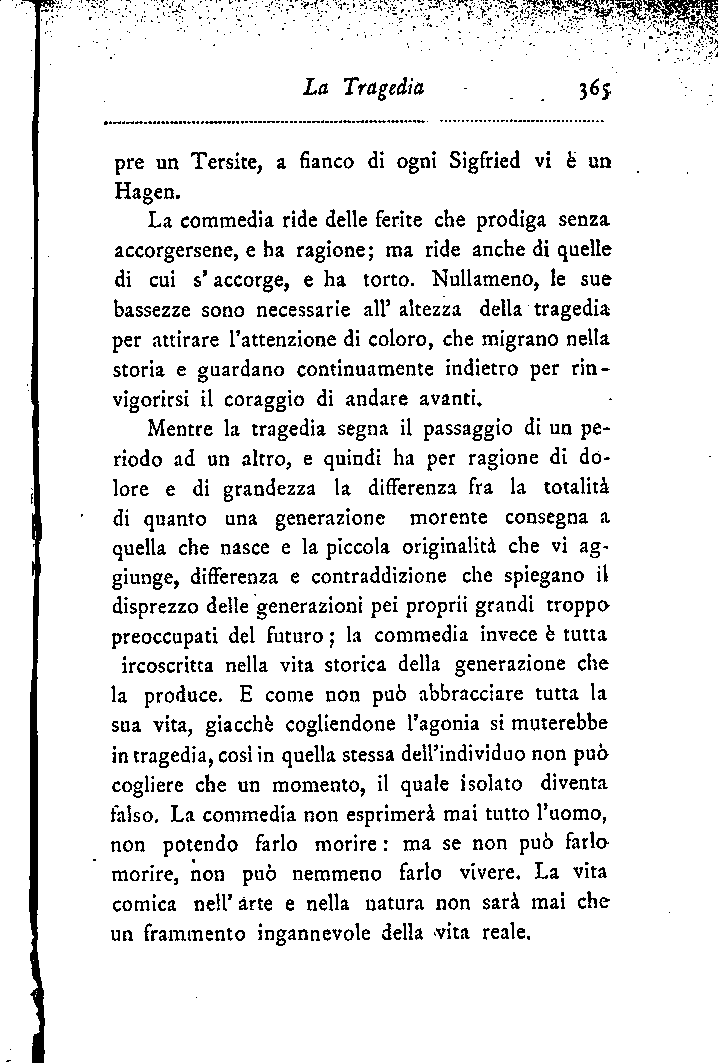 La Tragedia 365
pre un Tersite, a fianco di ogni Sigfried vi è un
Hagen.
La commedia ride delle ferite che prodiga senza
accorgersene, e ha ragione; ma ride anche di quelle
di cui s' accorge, e ha torto. Nullameno, le sue
bassezze sono necessarie all' altezza della tragedia
per attirare l'attenzione di coloro, che migrano nella
storia e guardano continuamente indietro per rin-
vigorirsi il coraggio di andare avanti.
Mentre la tragedia segna il passaggio di un pe-
riodo ad un altro, e quindi ha per ragione di do-
lore e di grandezza la differenza fra la totalità
di quanto una generazione morente consegna a
quella che nasce e la piccola originalità che vi ag-
giunge, differenza e contraddizione che spiegano il
disprezzo delle generazioni pei proprii grandi troppo
preoccupati del futuro; la commedia invece è tutta
ircoscritta nella vita storica della generazione che
la produce. E come non può abbracciare tutta la
sua vita, giacchè cogliendone l'agonia si muterebbe
in tragedia, così in quella stessa dell'individuo non può
cogliere che un momento, il quale isolato diventa
falso. La commedia non esprimerà mai tutto l'uomo,
non potendo farlo morire: ma se non può farlo
morire, non può nemmeno farlo vivere. La vita
comica nell' arte e nella natura non sarà mai che
un frammento ingannevole della vita reale.